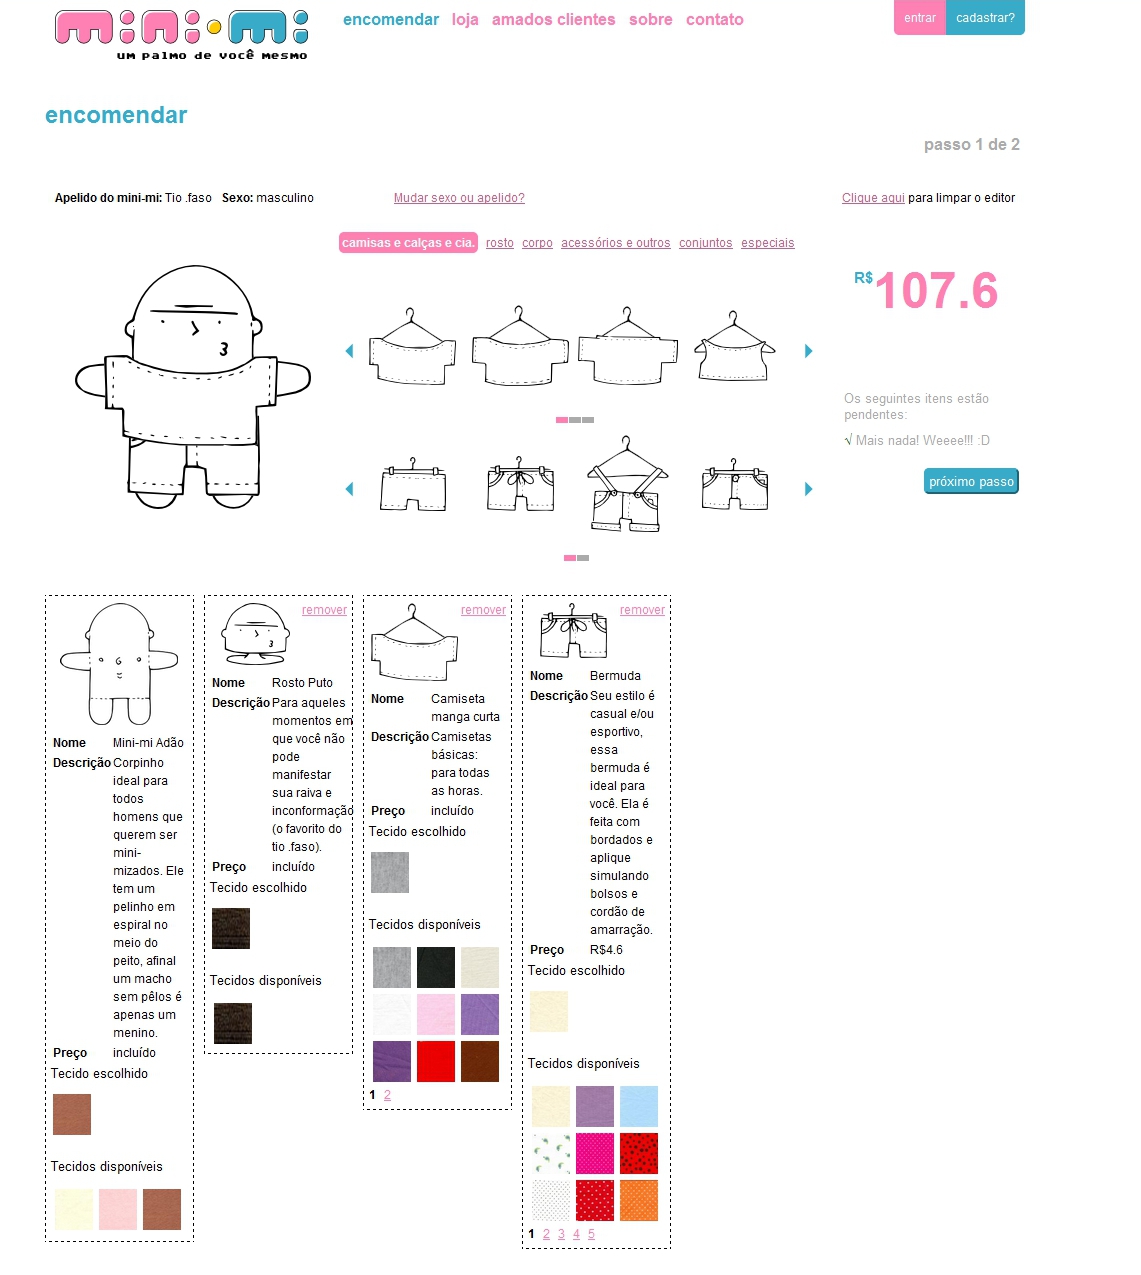 mini-mi
um palmo de você mesmo
encomendar loja amados clientes sobre contato
entrar cadastrar?
encomendar
passo 1 de 2
Apelido do mini-mi: Tio .faso Sexo: masculino
Mudar sexo ou apelido?
Clique aqui para limpar o editor
camisas e calças e cia. rosto corpo acessórios e outros conjuntos especiais
R$107.6
Os seguintes itens estão
pendentes:
√ Mais nada! Weeee!!! :D
próximo passo
Nome Mini-mi Adão
Descrição Corpinho
ideal para
todos
homens que
querem ser
mini-
mizados. Ele
tem um
pelinho em
espiral no
meio do
peito, afinal
um macho
sem pêlos é
apenas um
menino.
Preço incluído
Tecido escolhido
Tecidos disponíveis
remover
Nome Rosto Puto
Descrição Para aqueles
momentos em
que você não
pode
manifestar
sua raiva e
inconformação
(o favorito do
tio .faso).
Preço incluído
Tecido escolhido
Tecidos disponíveis
remover
Nome Camiseta
manga curta
Descrição Camisetas
básicas:
para todas
as horas.
Preço incluído
Tecido escolhido
Tecidos disponíveis
1 2
remover
Nome Bermuda
Descrição Seu estilo é
casual e/ou
esportivo,
essa
bermuda é
ideal para
você. Ela é
feita com
bordados e
aplique
simulando
bolsos e
cordão de
amarração.
Preço R$4.6
Tecido escolhido
Tecidos disponíveis
1 2 3 4 5